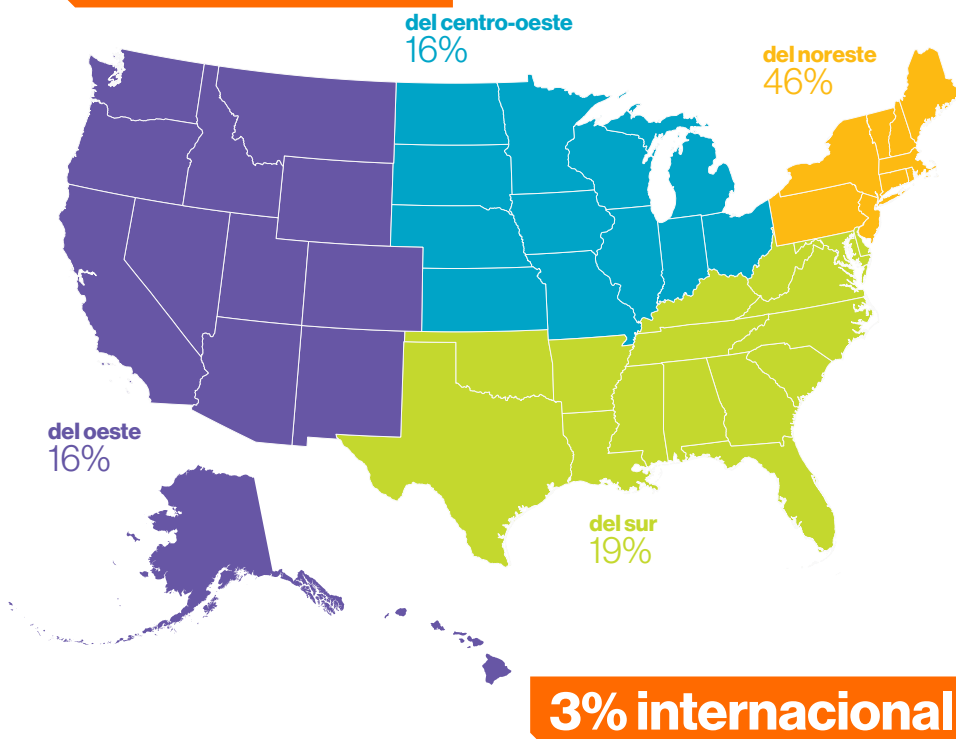 del centro-oeste
16%
del noreste
46%
del oeste
16%
del sur
19%
3% internacional